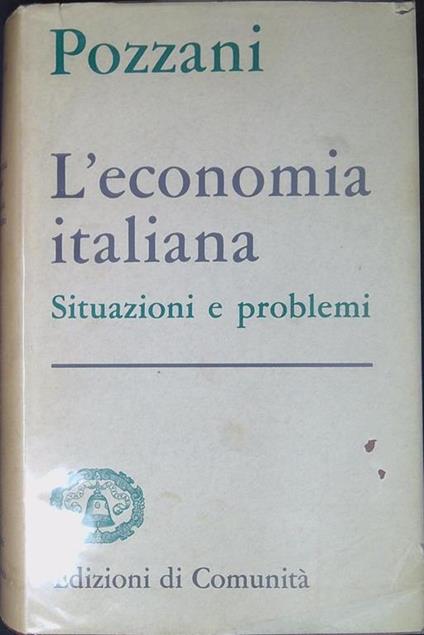 Pozzani
L'economia
italiana
Situazioni e problemi
Edizioni di Comunità